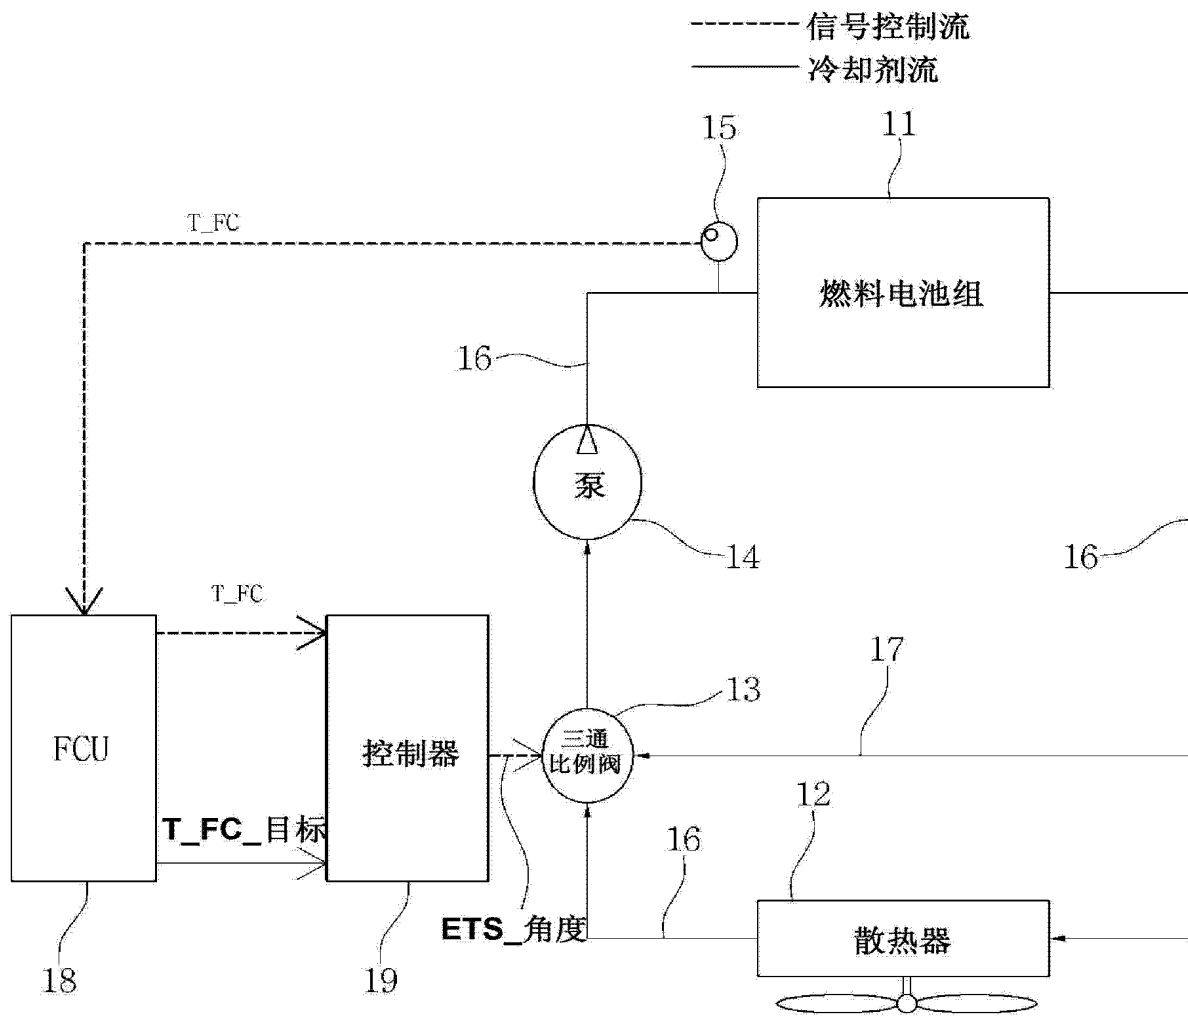 信号控制流
冷却剂流
15
11
T_FC
燃料电池组
16
泵
14
16
T_FC
17
13
FCU
控制器
三通
比例阀
12
T_FC_目标
16
ETS_角度
散热器
18
19